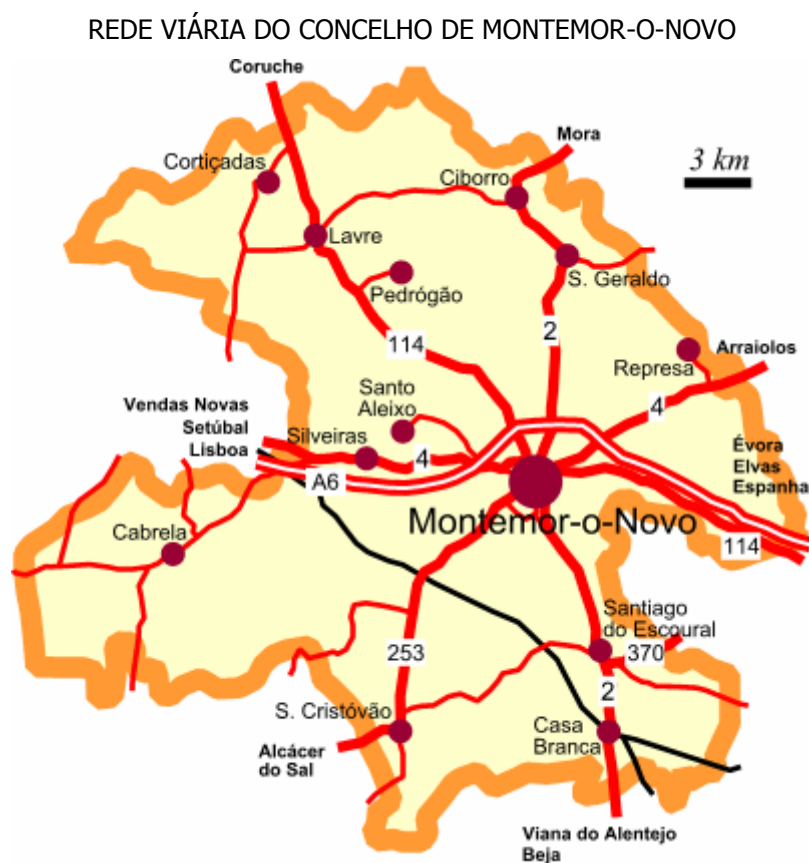 REDE VIÁRIA DO CONCELHO DE MONTEMOR-O-NOVO
Coruche
Mora
3 km
Cortiçadas
Ciborro
Lavre
S. Geraldo
Pedrógão
2
114
Arraiolos
Represa
Santo
Aleixo
Vendas Novas
Setúbal
Lisboa
4
Silveiras
4
Évora
Elvas
Espanha
A6
Montemor-o-Novo
Cabrela
114
Santiago
do Escoural
253
370
2
S. Cristóvão
Casa
Branca
Alcácer
do Sal
Viana do Alentejo
Beja